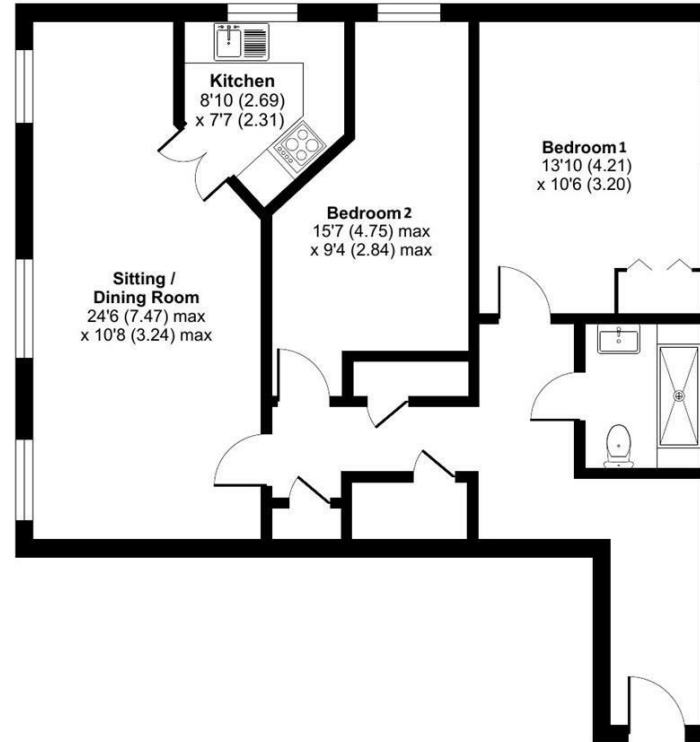 Kitchen
8'10 (2.69)
x 7'7 (2.31)
Bedroom 1
13'10 (4.21)
x 10'6 (3.20)
Bedroom 2
15'7 (4.75) max
x 9'4 (2.84) max
Sitting /
Dining Room
24'6 (7.47) max
x 10'8 (3.24) max